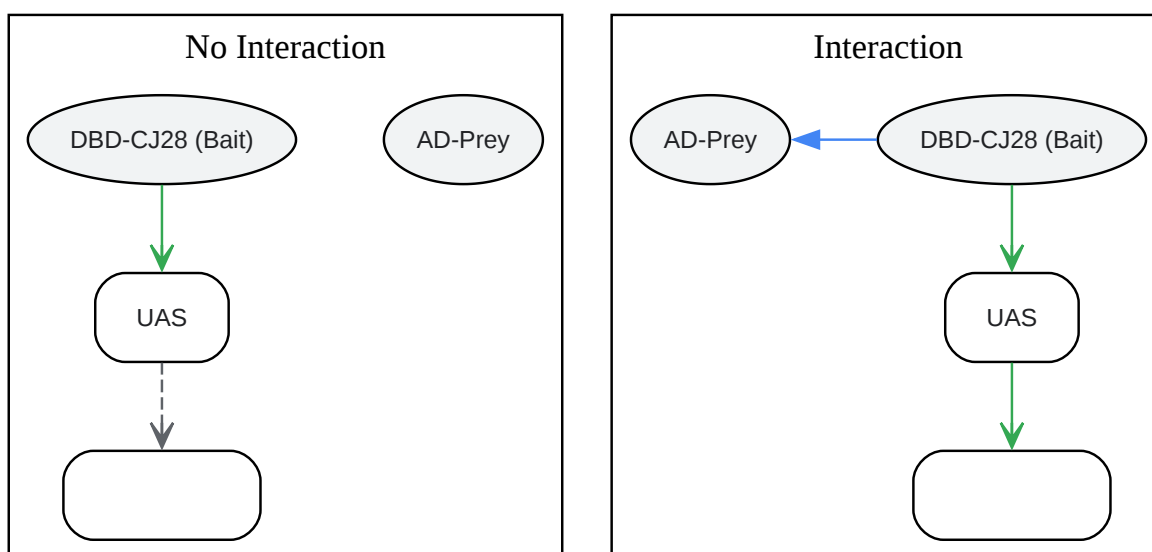 No Interaction
DBD-CJ28 (Bait)
AD-Prey
UAS
Interaction
AD-Prey
DBD-CJ28 (Bait)
UAS